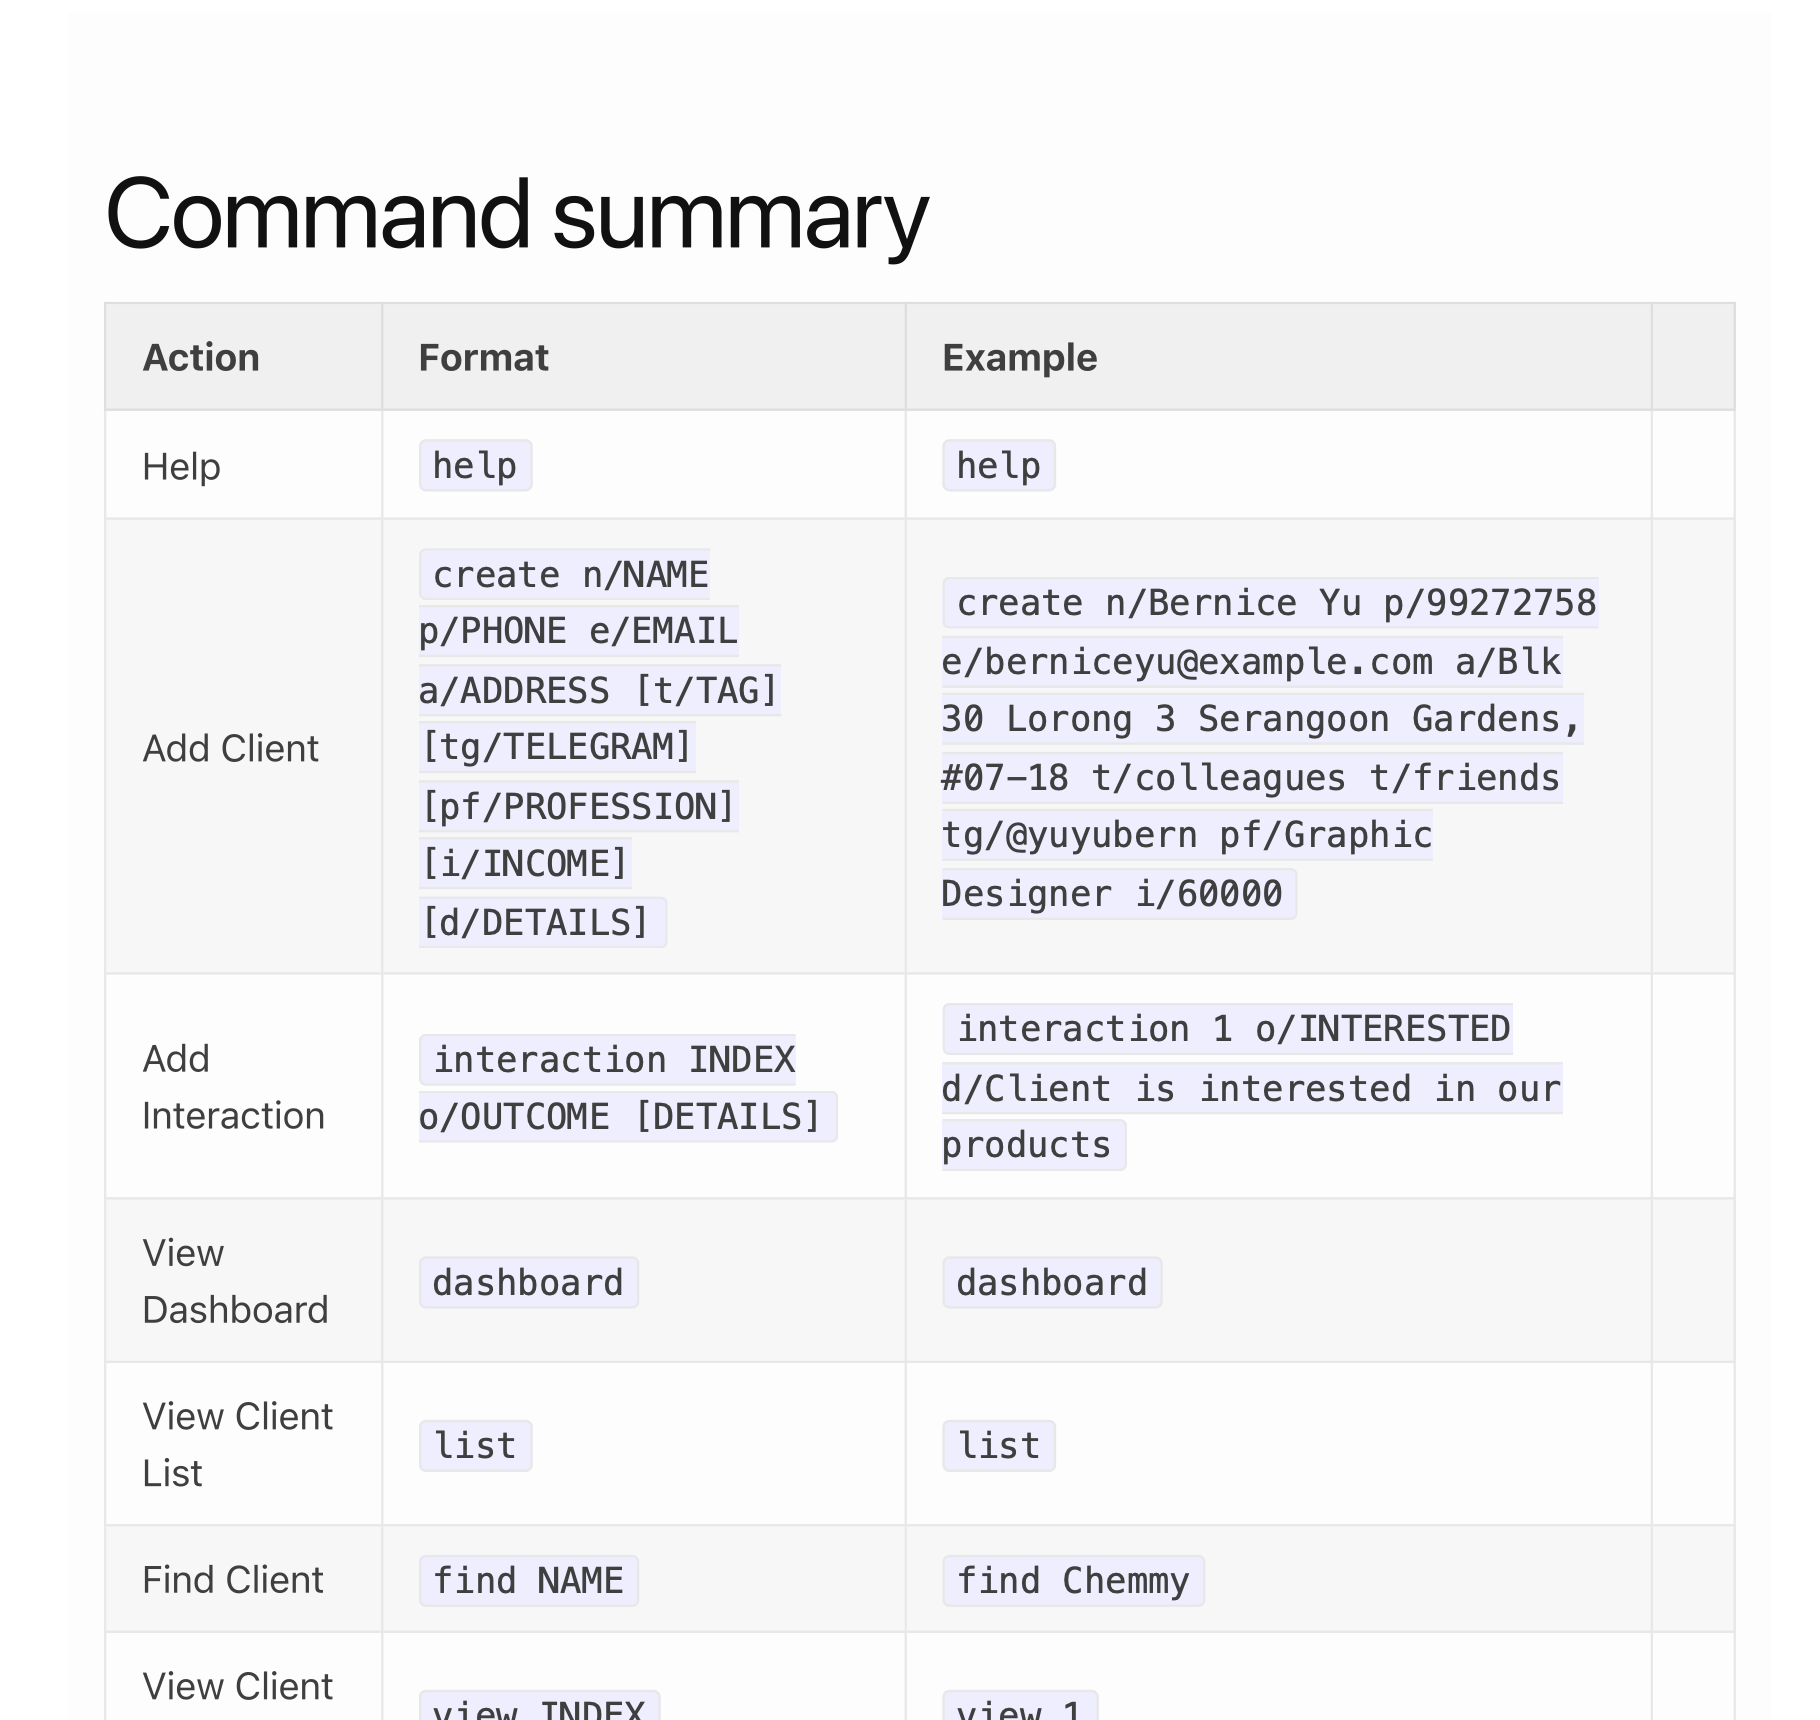 Command summary
Action Format Example
Help help help
Add Client
create n/NAME
p/PHONE e/EMAIL
a/ADDRESS [t/TAG]
[tg/TELEGRAM]
[pf/PROFESSION]
[i/INCOME]
[d/DETAILS]
create n/Bernice Yu p/99272758
e/berniceyu@example.com a/Blk
30 Lorong 3 Serangoon Gardens,
#07-18 t/colleagues t/friends
tg/@yuyubern pf/Graphic
Designer i/60000
Add
Interaction
interaction INDEX
o/OUTCOME [DETAILS]
interaction 1 o/INTERESTED
d/Client is interested in our
products
View
Dashboard
dashboard
dashboard
View Client
List
list
list
Find Client find NAME find Chemmy
View Client
view INDEX
view 1